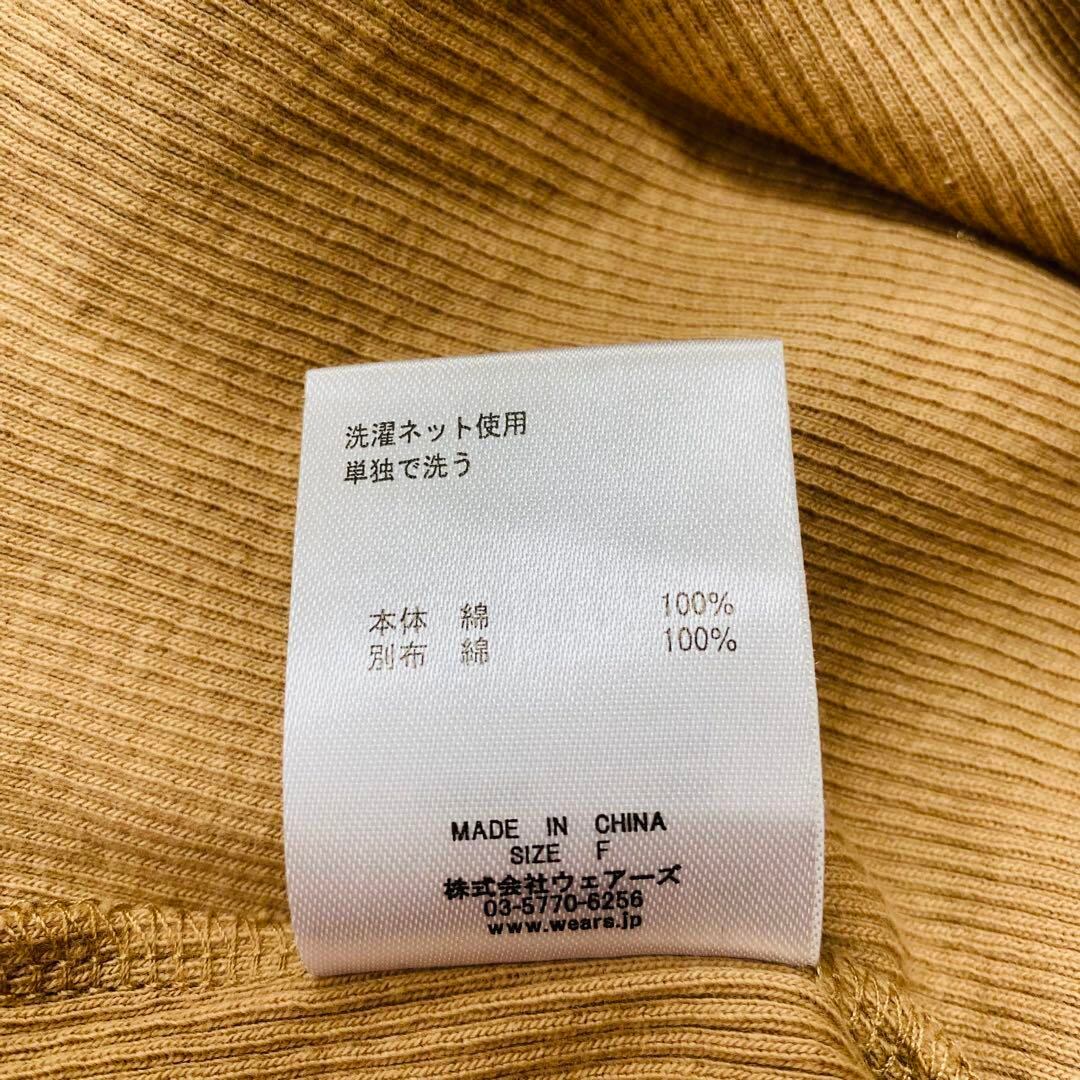 洗濯ネット使用
単独で洗う
本体 綿 100%
別布 綿 100%
MADE IN CHINA
SIZE F
株式会社ウェアーズ
03-5770-6256
www.wears.jp